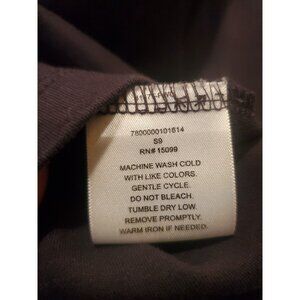 7800000101614
S9
RN# 15099
MACHINE WASH COLD
WITH LIKE COLORS.
GENTLE CYCLE.
DO NOT BLEACH.
TUMBLE DRY LOW.
REMOVE PROMPTLY.
WARM IRON IF NEEDED.